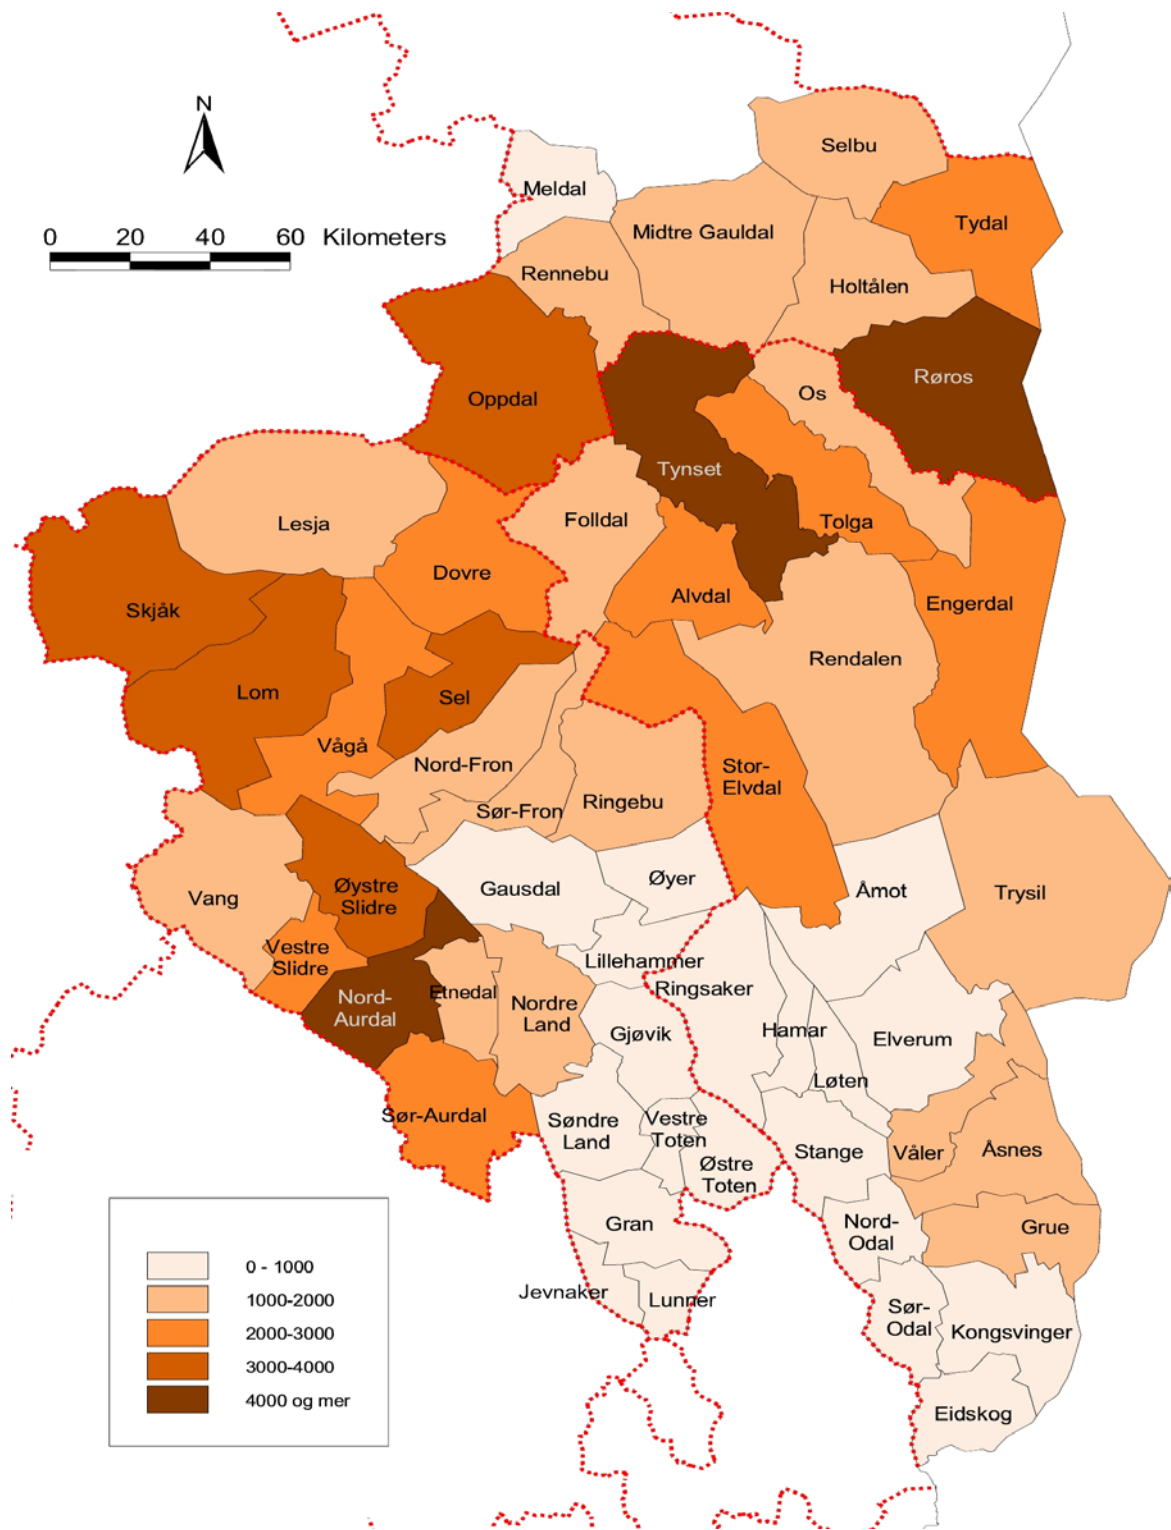 N
0 20 40 60 Kilometers
Selbu
Meldal
Tydal
Midtre Gauldal
Rennebu
Holtålen
Oppdal
Os
Røros
Tynset
Lesja
Folldal
Tolga
Dovre
Skjåk
Alvdal
Engerdal
Rendalen
Lom
Sel
Vågå
Nord-Fron
Stor-
Elvdal
Sør-Fron
Ringebu
Gausdal
Øyer
Åmot
Trysil
Vang
Øystre
Slidre
Vestre
Slidre
Lillehammer
Nord-
Aurdal
Etnedal
Nordre
Land
Ringsaker
Gjøvik
Hamar
Elverum
Løten
Sør-Aurdal
Søndre
Land
Vestre
Toten
Østre
Toten
Stange
Våler
Åsnes
Gran
Nord-
Odal
Grue
Jevnaker
Lunner
Sør-
Odal
Kongsvinger
Eidskog
0 - 1000
1000-2000
2000-3000
3000-4000
4000 og mer